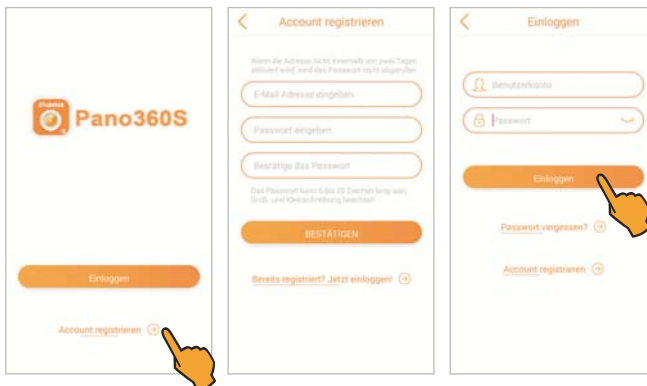 Pano
Pano360S
Einloggen
Account registrieren
Account registrieren
Wenn die Adresse nicht innerhalb von zwei Tagen
aktiviert wird, wird das Passwort nicht abgerufen
E-Mail Adresse eingeben
Passwort eingeben
Bestätige das Passwort
Das Passwort kann 6 bis 20 Zeichen lang sein,
Groß- und Kleinschreibung beachten
BESTÄTIGEN
Bereits registriert? Jetzt einloggen!
Einloggen
Benutzerkonto
Passwort
Einloggen
Passwort vergessen?
Account registrieren